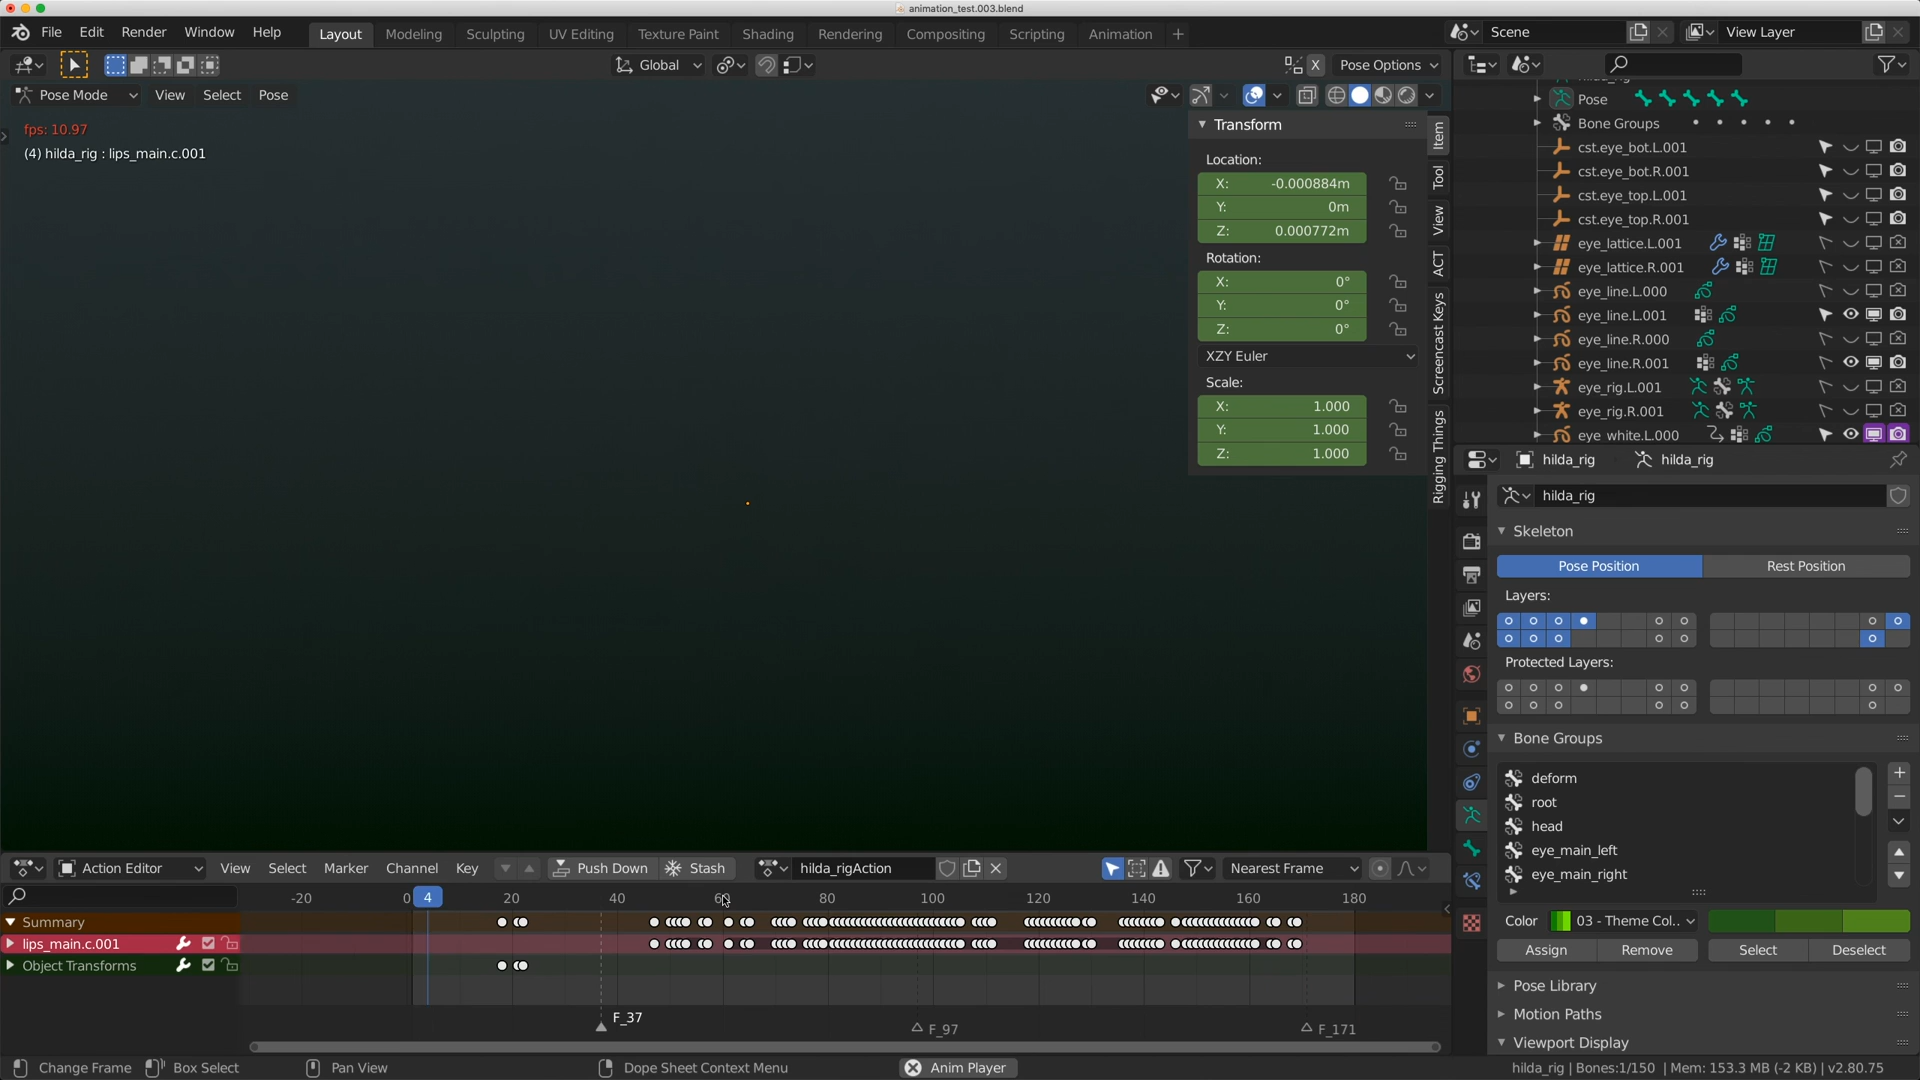 animation_test.003.blend
File Edit Render Window Help
Layout Modeling Sculpting UV Editing Texture Paint Shading Rendering Compositing Scripting Animation +
Scene
View Layer
Global
X Pose Options
Pose Mode View Select Pose
fps: 10.97
(4) hilda_rig : lips_main.c.001
Transform
Location:
X: -0.000884m
Y: 0m
Z: 0.000772m
Rotation:
X: 0°
Y: 0°
Z: 0°
XZY Euler
Scale:
X: 1.000
Y: 1.000
Z: 1.000
Item
Tool
View
ACT
Screencast Keys
Rigging Things
hilda_rig
Pose
Bone Groups
cst.eye_bot.L.001
cst.eye_bot.R.001
cst.eye_top.L.001
cst.eye_top.R.001
eye_lattice.L.001
eye_lattice.R.001
eye_line.L.000
eye_line.L.001
eye_line.R.000
eye_line.R.001
eye_rig.L.001
eye_rig.R.001
eye_white.L.000
hilda_rig hilda_rig
hilda_rig
Skeleton
Pose Position Rest Position
Layers:
Protected Layers:
Bone Groups
deform
root
head
eye_main_left
eye_main_right
Color 03 - Theme Col..
Assign Remove Select Deselect
Pose Library
Motion Paths
Viewport Display
Action Editor View Select Marker Channel Key Push Down Stash hilda_rigAction Nearest Frame
-20 0 4 20 40 60 80 100 120 140 160 180
Summary
lips_main.c.001
Object Transforms
F_37
F_97
F_171
Change Frame Box Select Pan View Dope Sheet Context Menu Anim Player hilda_rig | Bones:1/150 | Mem: 153.3 MB (-2 KB) | v2.80.75